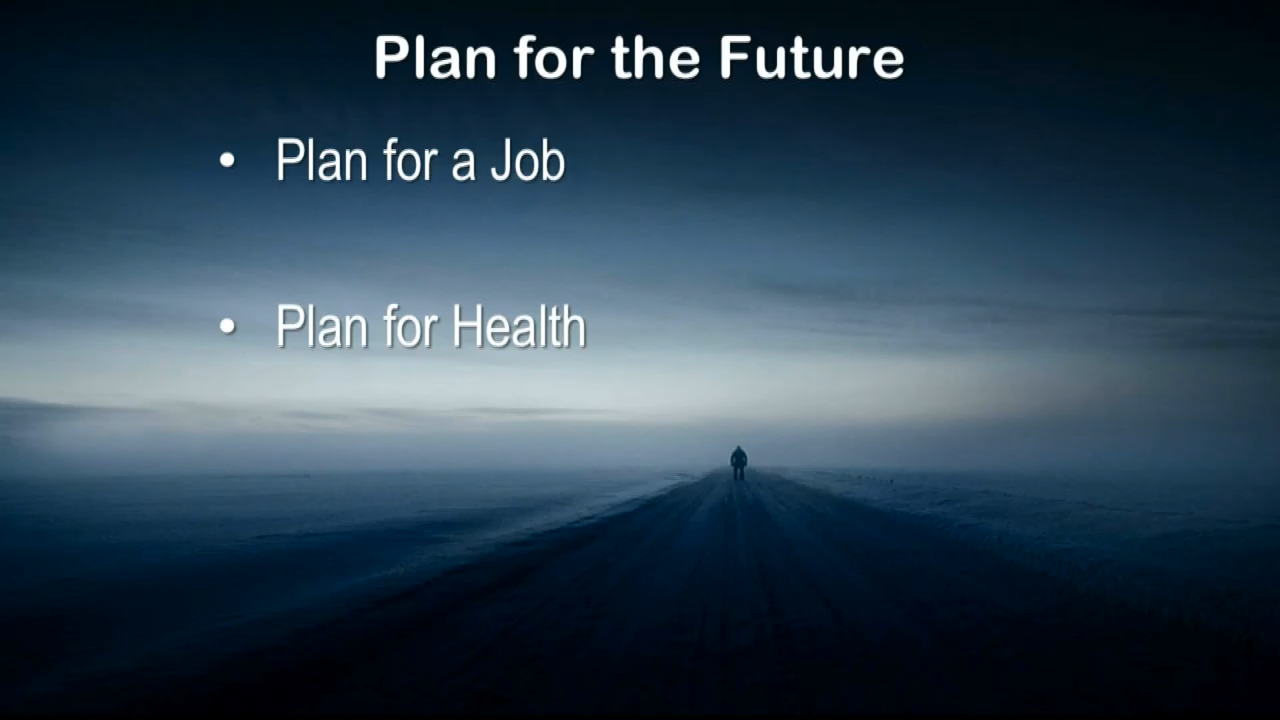 Plan for the Future
• Plan for a Job
• Plan for Health